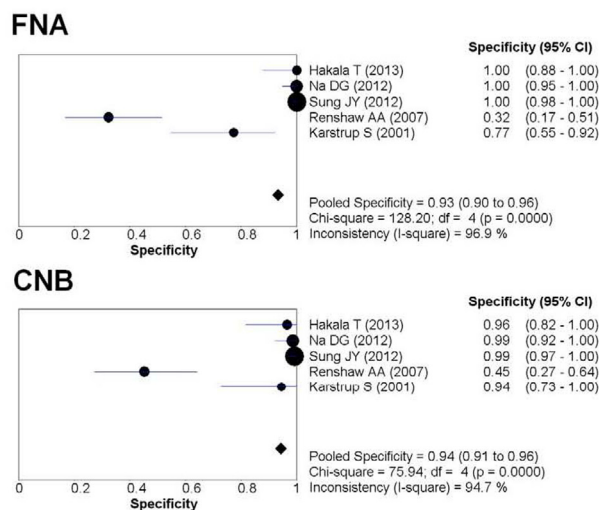 FNA
Specificity (95% CI)
Hakala T (2013) 1.00 (0.88 - 1.00)
Na DG (2012) 1.00 (0.95 - 1.00)
Sung JY (2012) 1.00 (0.98 - 1.00)
Renshaw AA (2007) 0.32 (0.17 - 0.51)
Karstrup S (2001) 0.77 (0.55 - 0.92)
Pooled Specificity = 0.93 (0.90 to 0.96)
Chi-square = 128.20; df = 4 (p = 0.0000)
Inconsistency (I-square) = 96.9 %
0 0.2 0.4 0.6 0.8 1
Specificity
CNB
Specificity (95% CI)
Hakala T (2013) 0.96 (0.82 - 1.00)
Na DG (2012) 0.99 (0.92 - 1.00)
Sung JY (2012) 0.99 (0.97 - 1.00)
Renshaw AA (2007) 0.45 (0.27 - 0.64)
Karstrup S (2001) 0.94 (0.73 - 1.00)
Pooled Specificity = 0.94 (0.91 to 0.96)
Chi-square = 75.94; df = 4 (p = 0.0000)
Inconsistency (I-square) = 94.7 %
0 0.2 0.4 0.6 0.8 1
Specificity